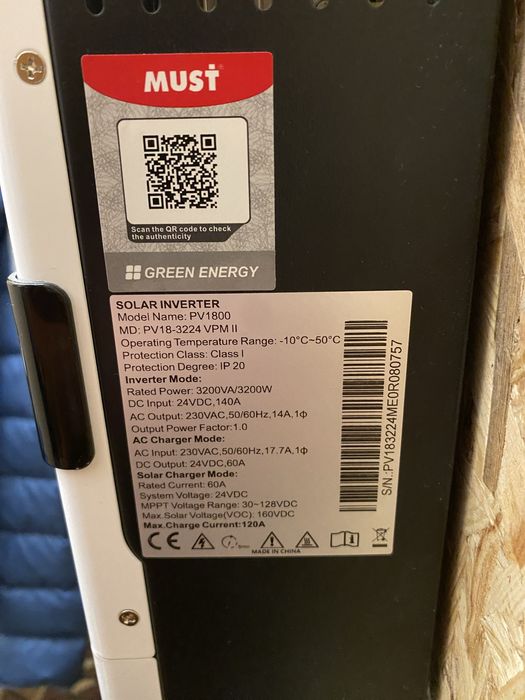 MUST
Scan the QR code to check
the authenticity
GREEN ENERGY
SOLAR INVERTER
Model Name: PV1800
MD: PV18-3224 VPM II
Operating Temperature Range: -10°C~50°C
Protection Class: Class I
Protection Degree: IP 20
Inverter Mode:
Rated Power: 3200VA/3200W
DC Input: 24VDC,140A
AC Output: 230VAC,50/60Hz,14A,1ф
Output Power Factor:1.0
AC Charger Mode:
AC Input: 230VAC,50/60Hz,17.7A,1ф
DC Output: 24VDC,60A
Solar Charger Mode:
Rated Current: 60A
System Voltage: 24VDC
MPPT Voltage Range: 30~128VDC
Max.Solar Voltage(VOC): 160VDC
Max.Charge Current:120A
CE
MADE IN CHINA
S/N:PV183224ME0R080757